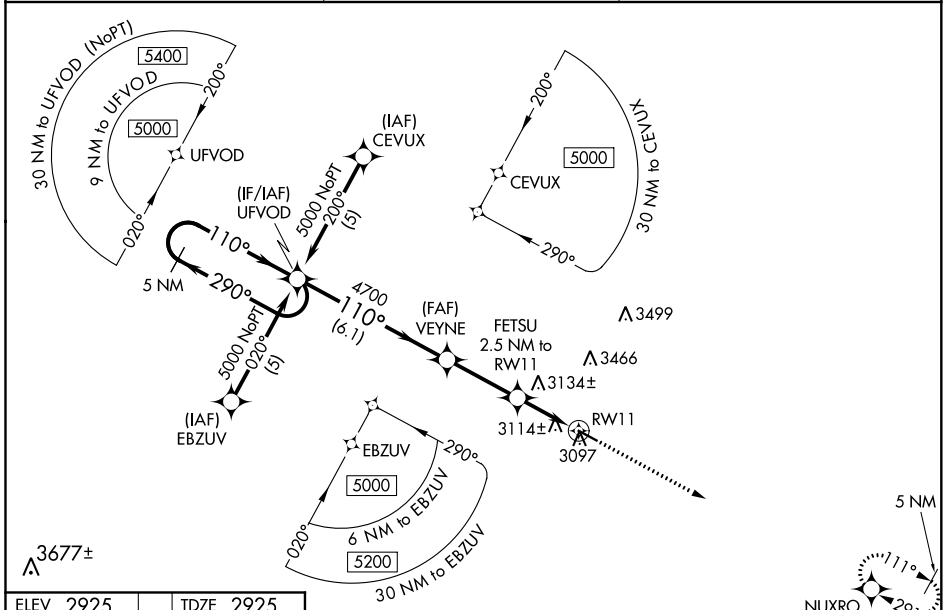 30 NM to UFVOD (NoPT)
5400
9 NM to UFVOD
5000
200°
UFVOD
020°
(IAF)
CEVUX
5000 NoPT
200°
(5)
(IF/IAF)
UFVOD
200°
CEVUX
5000
30 NM to CEVUX
290°
110°
5 NM
290°
4700
110°
(6.1)
5000 NoPT
020°
(5)
(IAF)
EBZUV
(FAF)
VEYNE
FETSU
2.5 NM to
RW11
3499
3466
3134±
3114±
RW11
3097
EBZUV
290°
5000
6 NM to EBZUV
020°
5200
30 NM to EBZUV
3677±
5 NM
111°
NUXRO
ELEV 2925
TDZE 2925